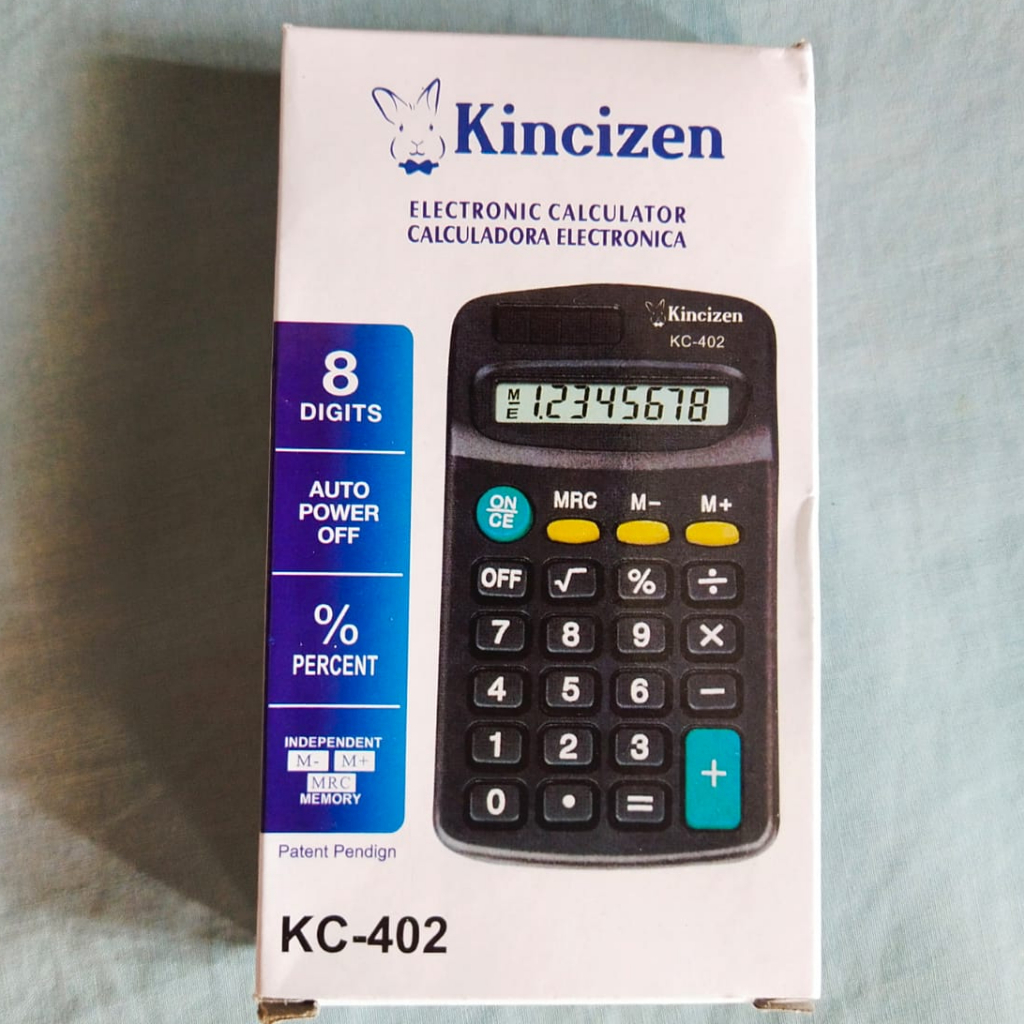 Kincizen
ELECTRONIC CALCULATOR
CALCULADORA ELECTRONICA
8
DIGITS
AUTO
POWER
OFF
%
PERCENT
INDEPENDENT
M- M+
MRC
MEMORY
Patent Pendign
KC-402
Kincizen
KC-402
M
E
1.2345678
ON
CE
MRC M- M+
OFF √ % ÷
7 8 9 ×
4 5 6 -
1 2 3 +
0 • =